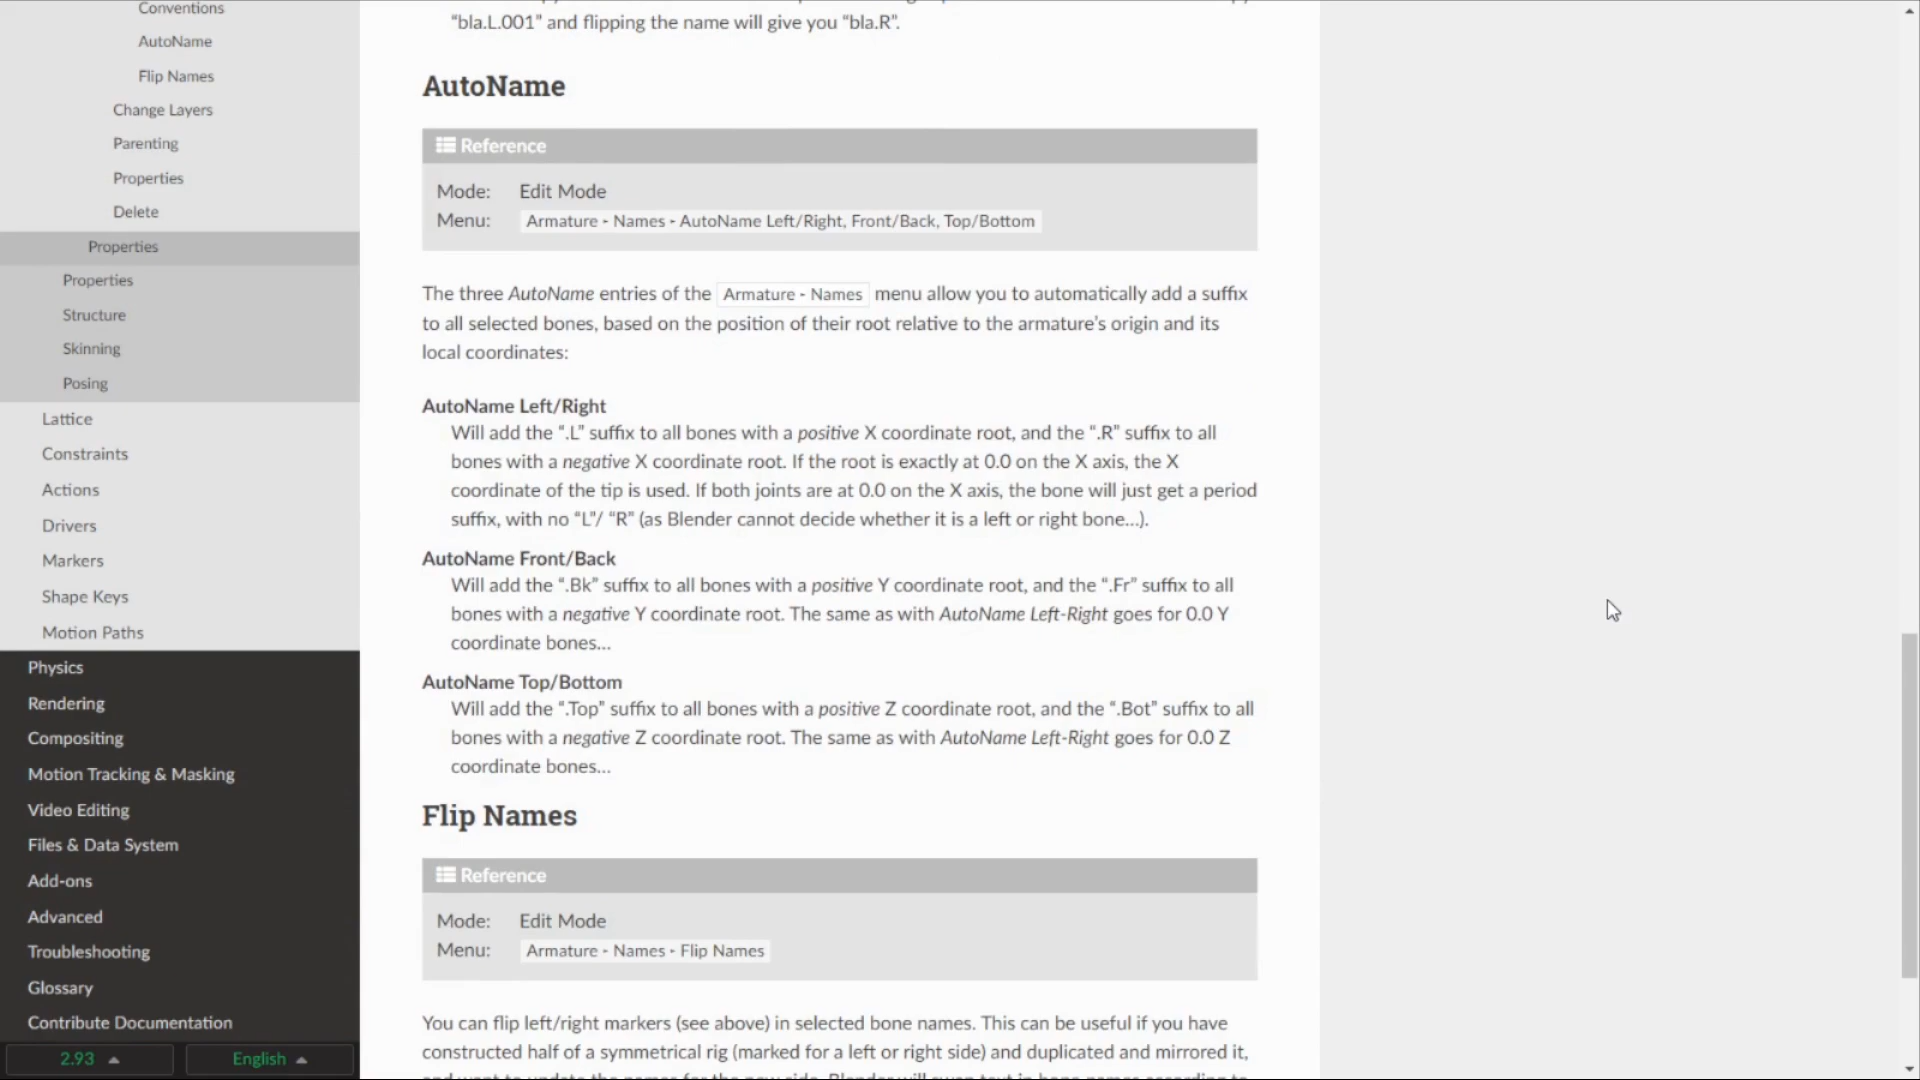 Conventions
AutoName
Flip Names
Change Layers
Parenting
Properties
Delete
Properties
Properties
Structure
Skinning
Posing
Lattice
Constraints
Actions
Drivers
Markers
Shape Keys
Motion Paths
Physics
Rendering
Compositing
Motion Tracking & Masking
Video Editing
Files & Data System
Add-ons
Advanced
Troubleshooting
Glossary
Contribute Documentation
2.93
English
“bla.L.001” and flipping the name will give you “bla.R”.
AutoName
Reference
Mode: Edit Mode
Menu: Armature - Names - AutoName Left/Right, Front/Back, Top/Bottom
The three AutoName entries of the Armature - Names menu allow you to automatically add a suffix
to all selected bones, based on the position of their root relative to the armature’s origin and its
local coordinates:
AutoName Left/Right
Will add the “.L” suffix to all bones with a positive X coordinate root, and the “.R” suffix to all
bones with a negative X coordinate root. If the root is exactly at 0.0 on the X axis, the X
coordinate of the tip is used. If both joints are at 0.0 on the X axis, the bone will just get a period
suffix, with no “L”/ “R” (as Blender cannot decide whether it is a left or right bone…).
AutoName Front/Back
Will add the “.Bk” suffix to all bones with a positive Y coordinate root, and the “.Fr” suffix to all
bones with a negative Y coordinate root. The same as with AutoName Left-Right goes for 0.0 Y
coordinate bones…
AutoName Top/Bottom
Will add the “.Top” suffix to all bones with a positive Z coordinate root, and the “.Bot” suffix to all
bones with a negative Z coordinate root. The same as with AutoName Left-Right goes for 0.0 Z
coordinate bones…
Flip Names
Reference
Mode: Edit Mode
Menu: Armature - Names - Flip Names
You can flip left/right markers (see above) in selected bone names. This can be useful if you have
constructed half of a symmetrical rig (marked for a left or right side) and duplicated and mirrored it,